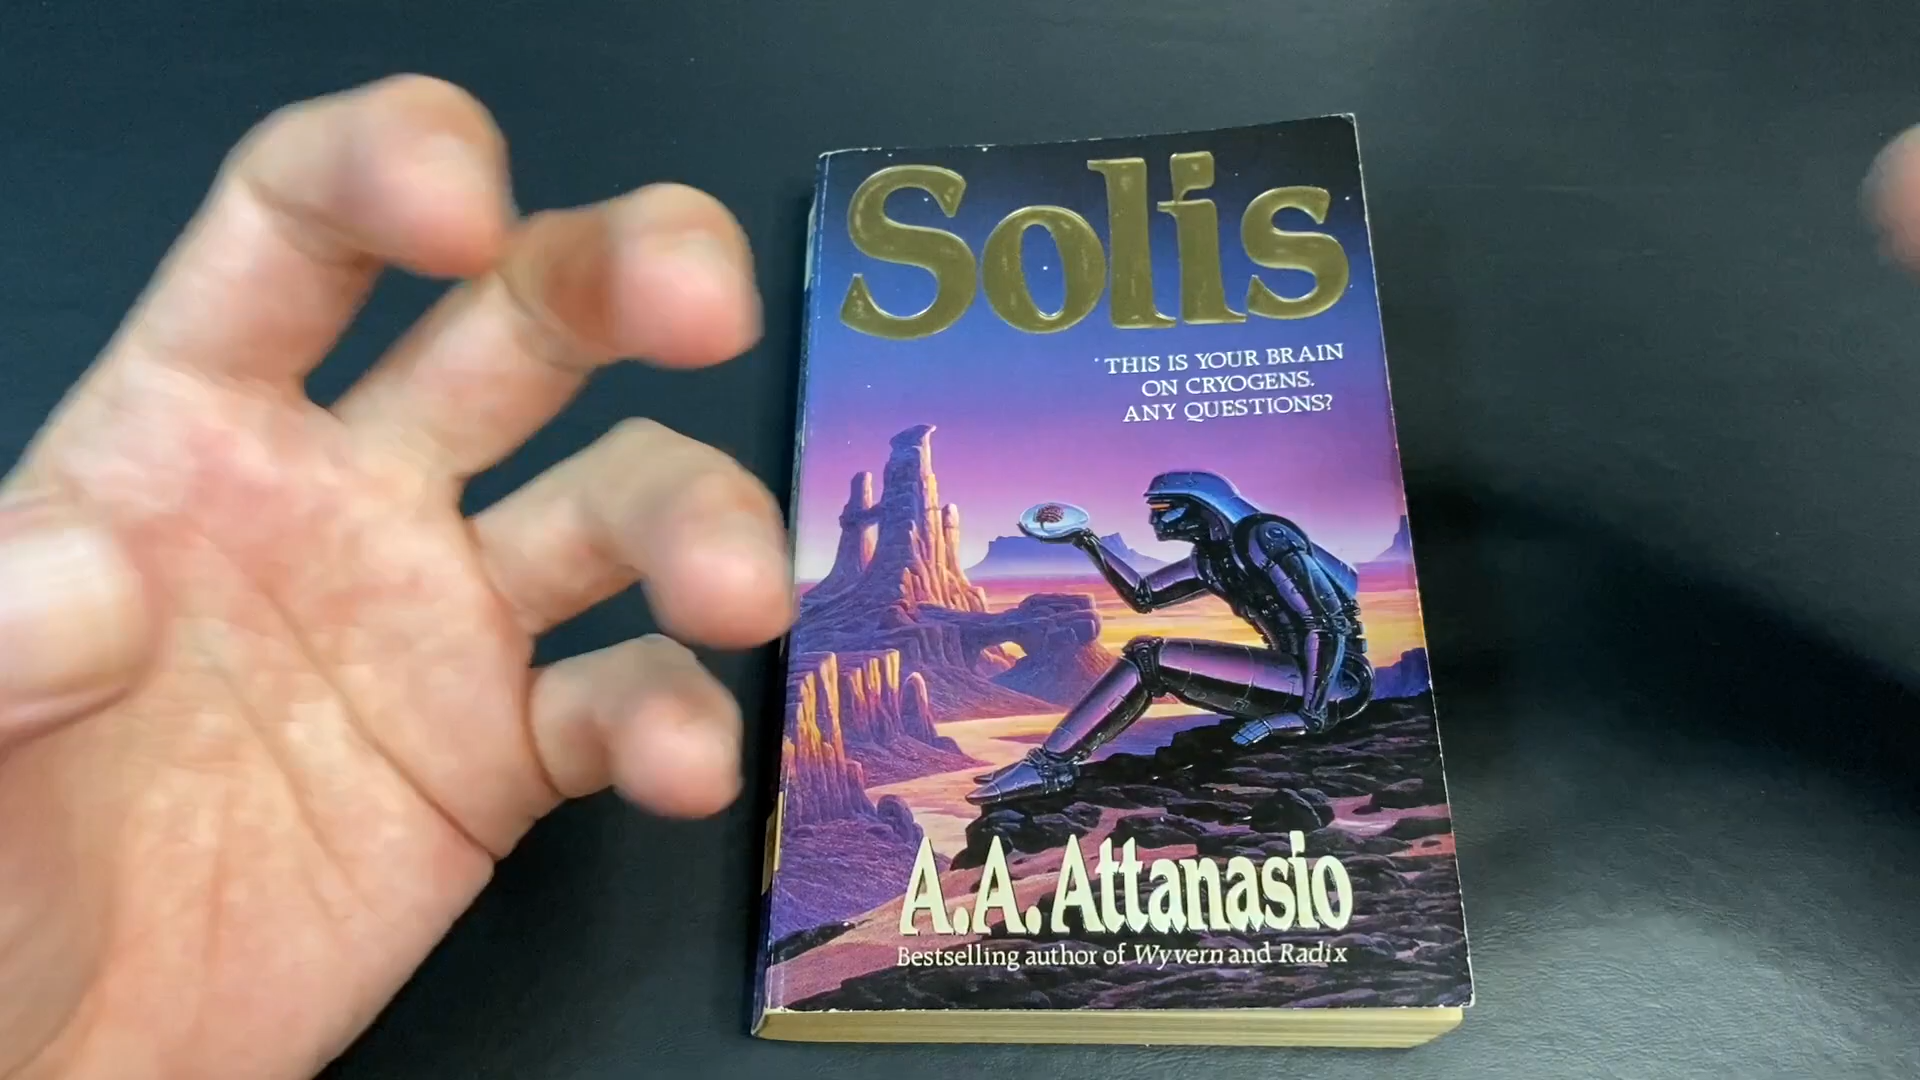 Solis
THIS IS YOUR BRAIN
ON CRYOGENS.
ANY QUESTIONS?
A.A. Attanasio
Bestselling author of Wyvern and Radix